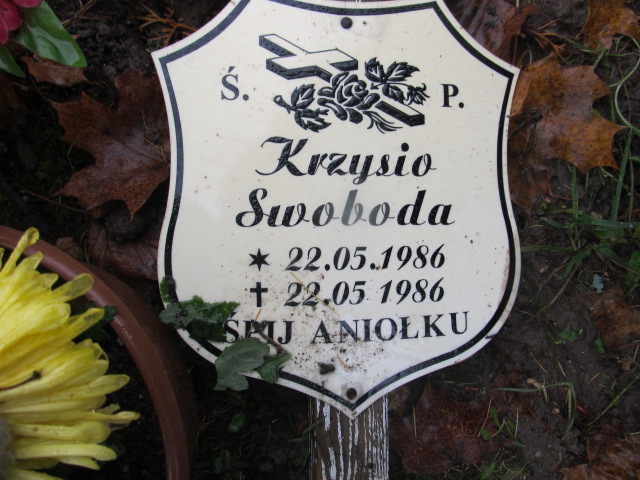 Ś. P.
Krzysio
Swoboda
✶ 22.05.1986
✝ 22.05 1986
ŚPIJ ANIOŁKU